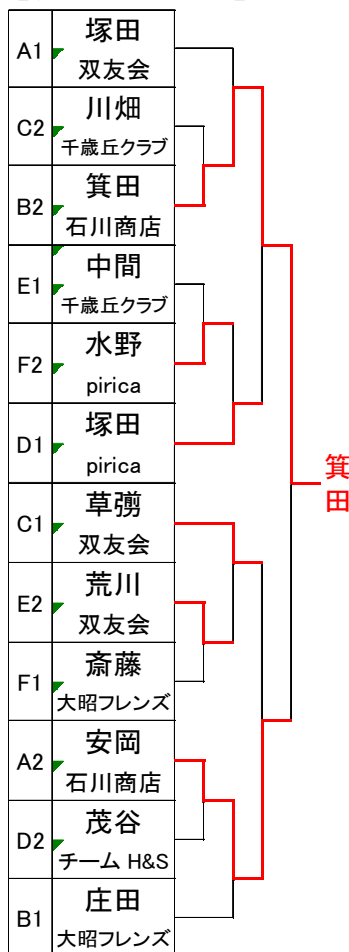 A1
塚田
双友会
C2
川畑
千歳丘クラブ
B2
箕田
石川商店
E1
中間
千歳丘クラブ
F2
水野
pirica
D1
塚田
pirica
C1
草彅
双友会
E2
荒川
双友会
F1
斎藤
大昭フレンズ
A2
安岡
石川商店
D2
茂谷
チーム H&S
B1
庄田
大昭フレンズ
箕田